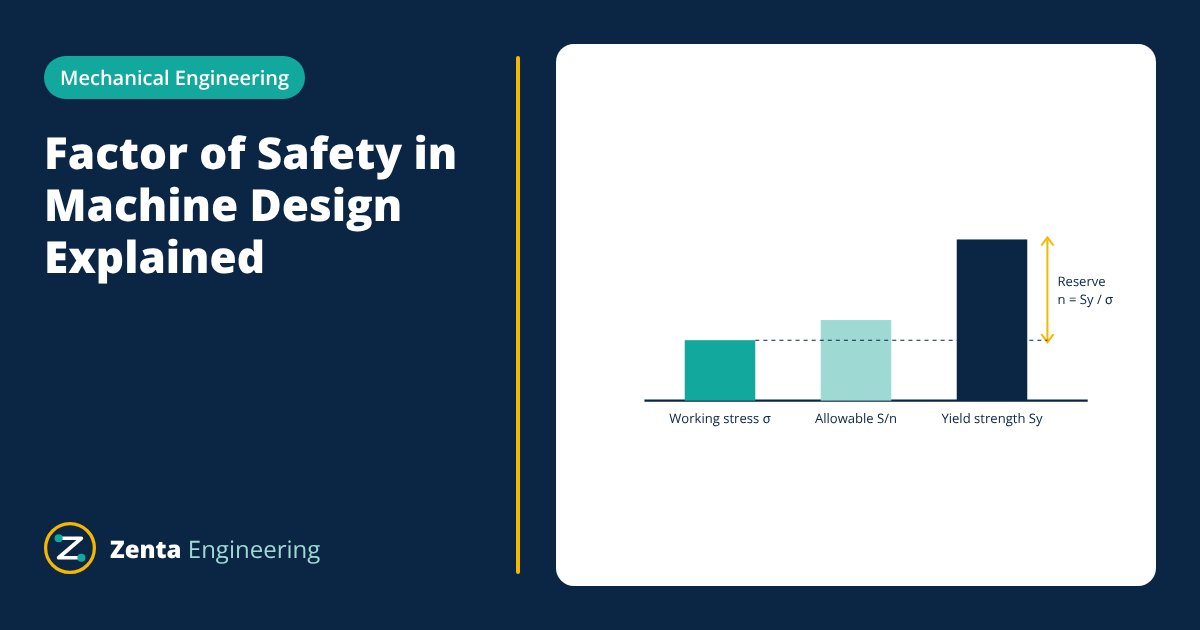 Mechanical Engineering
Factor of Safety in
Machine Design
Explained
Zenta Engineering
Reserve
n = Sy / σ
Working stress σ
Allowable S/n
Yield strength Sy